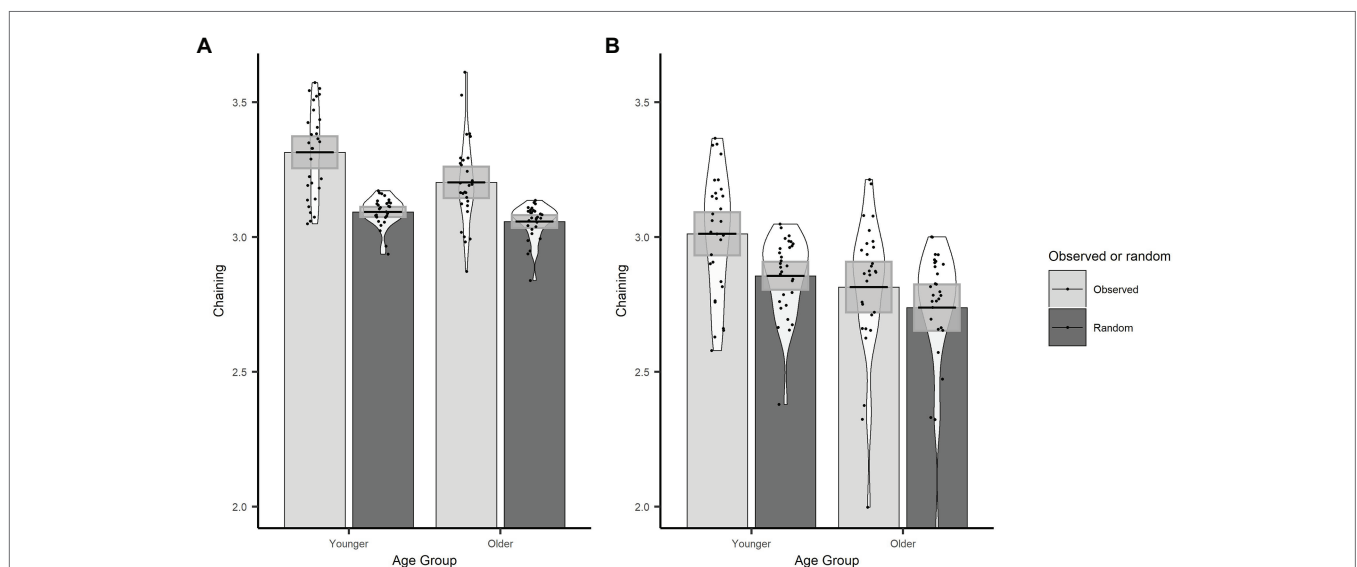 A
3.5
3.0
2.5
2.0
Chaining
Younger
Older
Age Group
B
3.5
3.0
2.5
2.0
Chaining
Younger
Older
Age Group
Observed or random
Observed
Random